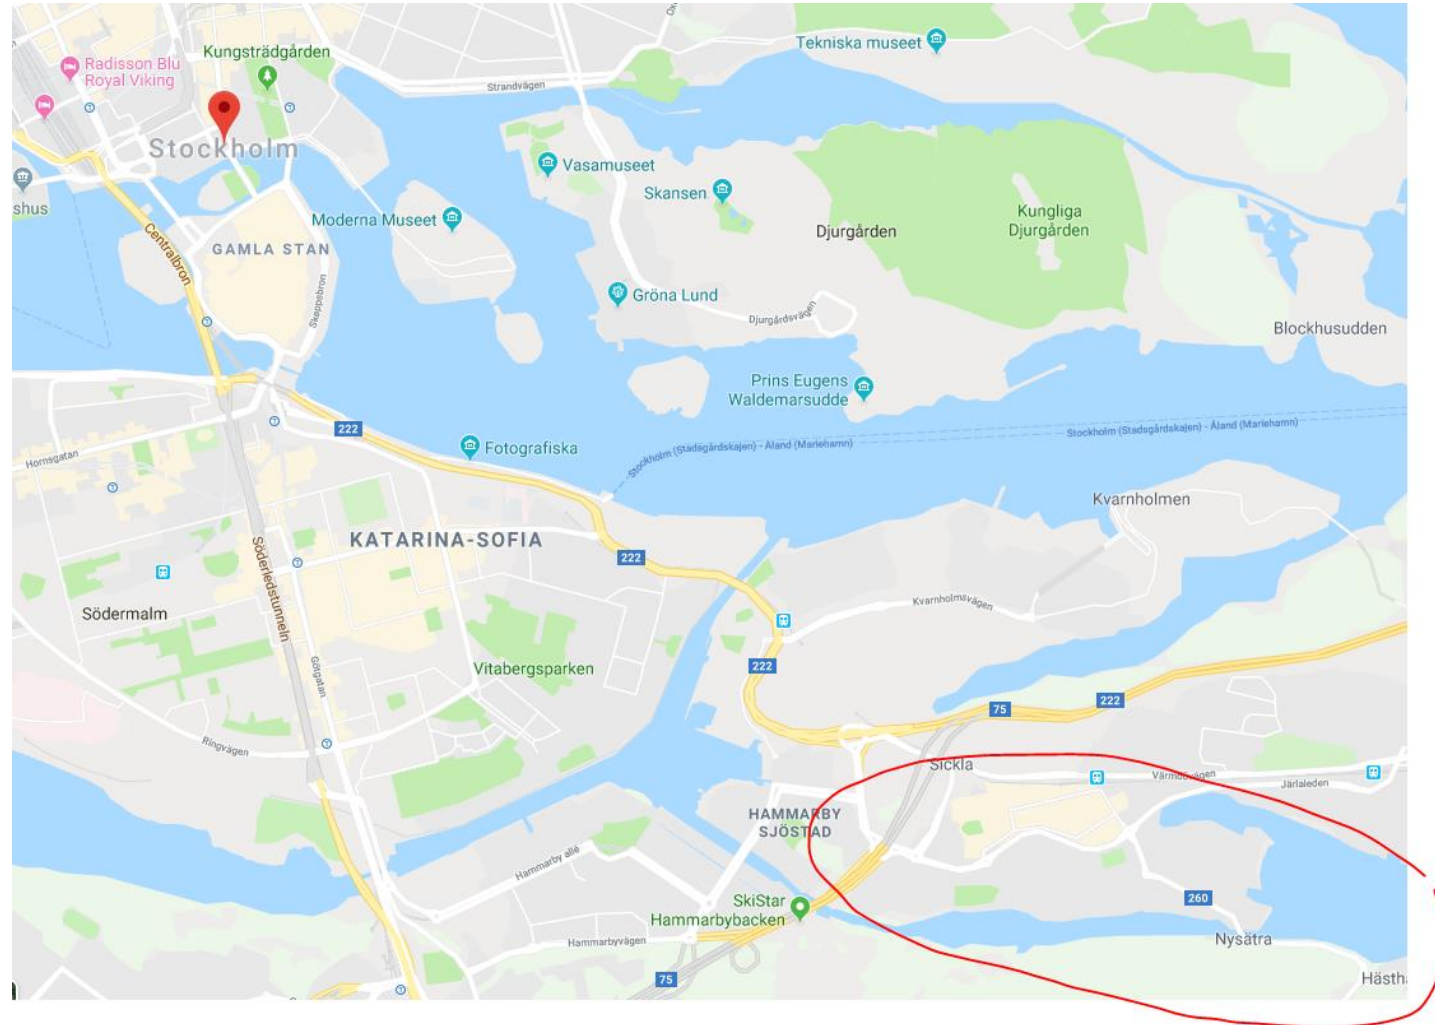 Tekniska museet
Kungsträdgården
Radisson Blu
Royal Viking
Strandvägen
Stockholm
Vasamuseet
Skansen
shus
Moderna Museet
Kungliga
Djurgården
Djurgården
GAMLA STAN
Centralbron
Skeppsbron
Gröna Lund
Djurgårdsvägen
Blockhusudden
Prins Eugens
Waldemarsudde
222
Stockholm (Stadsgårdskajen) - Åland (Mariehamn)
Stockholm (Stadsgårdskajen) - Åland (Mariehamn)
Fotografiska
Hornsgatan
Kvarnholmen
KATARINA-SOFIA
222
Söderledstunneln
Södermalm
Kvarnholmsvägen
Götgatan
Vitabergsparken
222
222
75
Ringvägen
Sickla
Värmdövägen
Järlaleden
HAMMARBY
SJÖSTAD
Hammarby allé
SkiStar
Hammarbybacken
260
Hammarbyvägen
Nysätra
75
Hästh